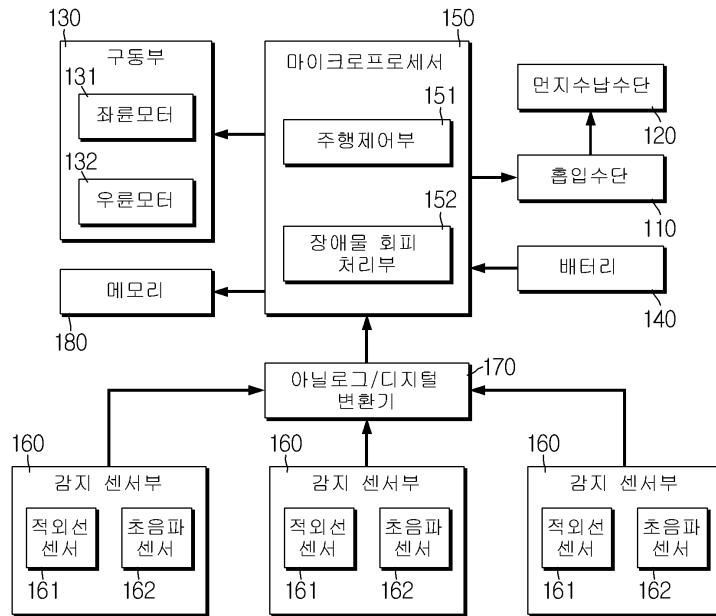 130
구동부
131
좌륜모터
132
우륜모터
150
마이크로프로세서
151
주행제어부
152
장애물 회피
처리부
먼지수납수단
120
흡입수단
110
배터리
140
메모리
180
아닐로그/디지털
변환기
170
160
감지 센서부
적외선
센서
161
초음파
센서
162
160
감지 센서부
적외선
센서
161
초음파
센서
162
160
감지 센서부
적외선
센서
161
초음파
센서
162